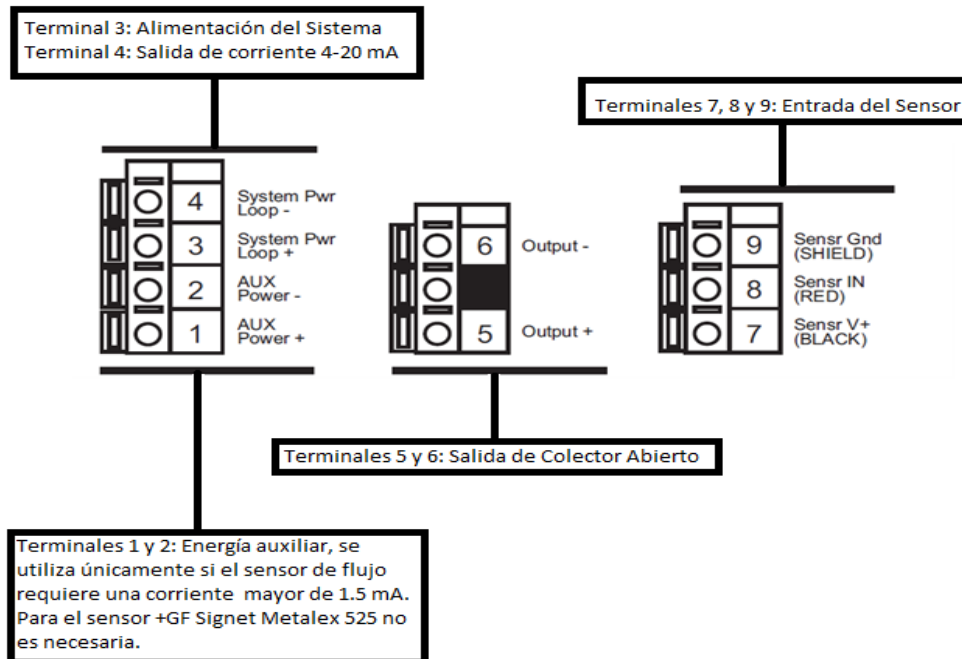 Terminal 3: Alimentación del Sistema
Terminal 4: Salida de corriente 4-20 mA
Terminales 7, 8 y 9: Entrada del Sensor
4 System Pwr
Loop -
3 System Pwr
Loop +
2 AUX
Power -
1 AUX
Power +
6 Output -
5 Output +
9 Sensr Gnd
(SHIELD)
8 Sensr IN
(RED)
7 Sensr V+
(BLACK)
Terminales 5 y 6: Salida de Colector Abierto
Terminales 1 y 2: Energía auxiliar, se
utiliza únicamente si el sensor de flujo
requiere una corriente mayor de 1.5 mA.
Para el sensor +GF Signet Metalex 525 no
es necesaria.